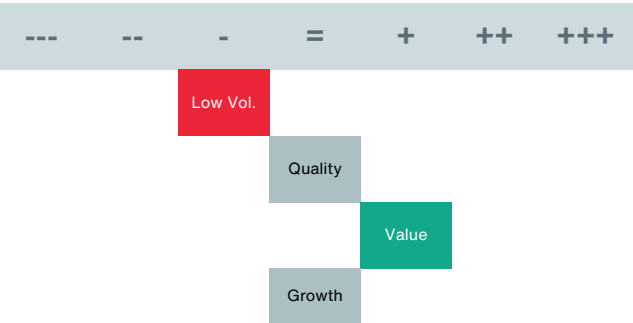 --- -- - = + ++ +++
Low Vol.
Quality
Value
Growth